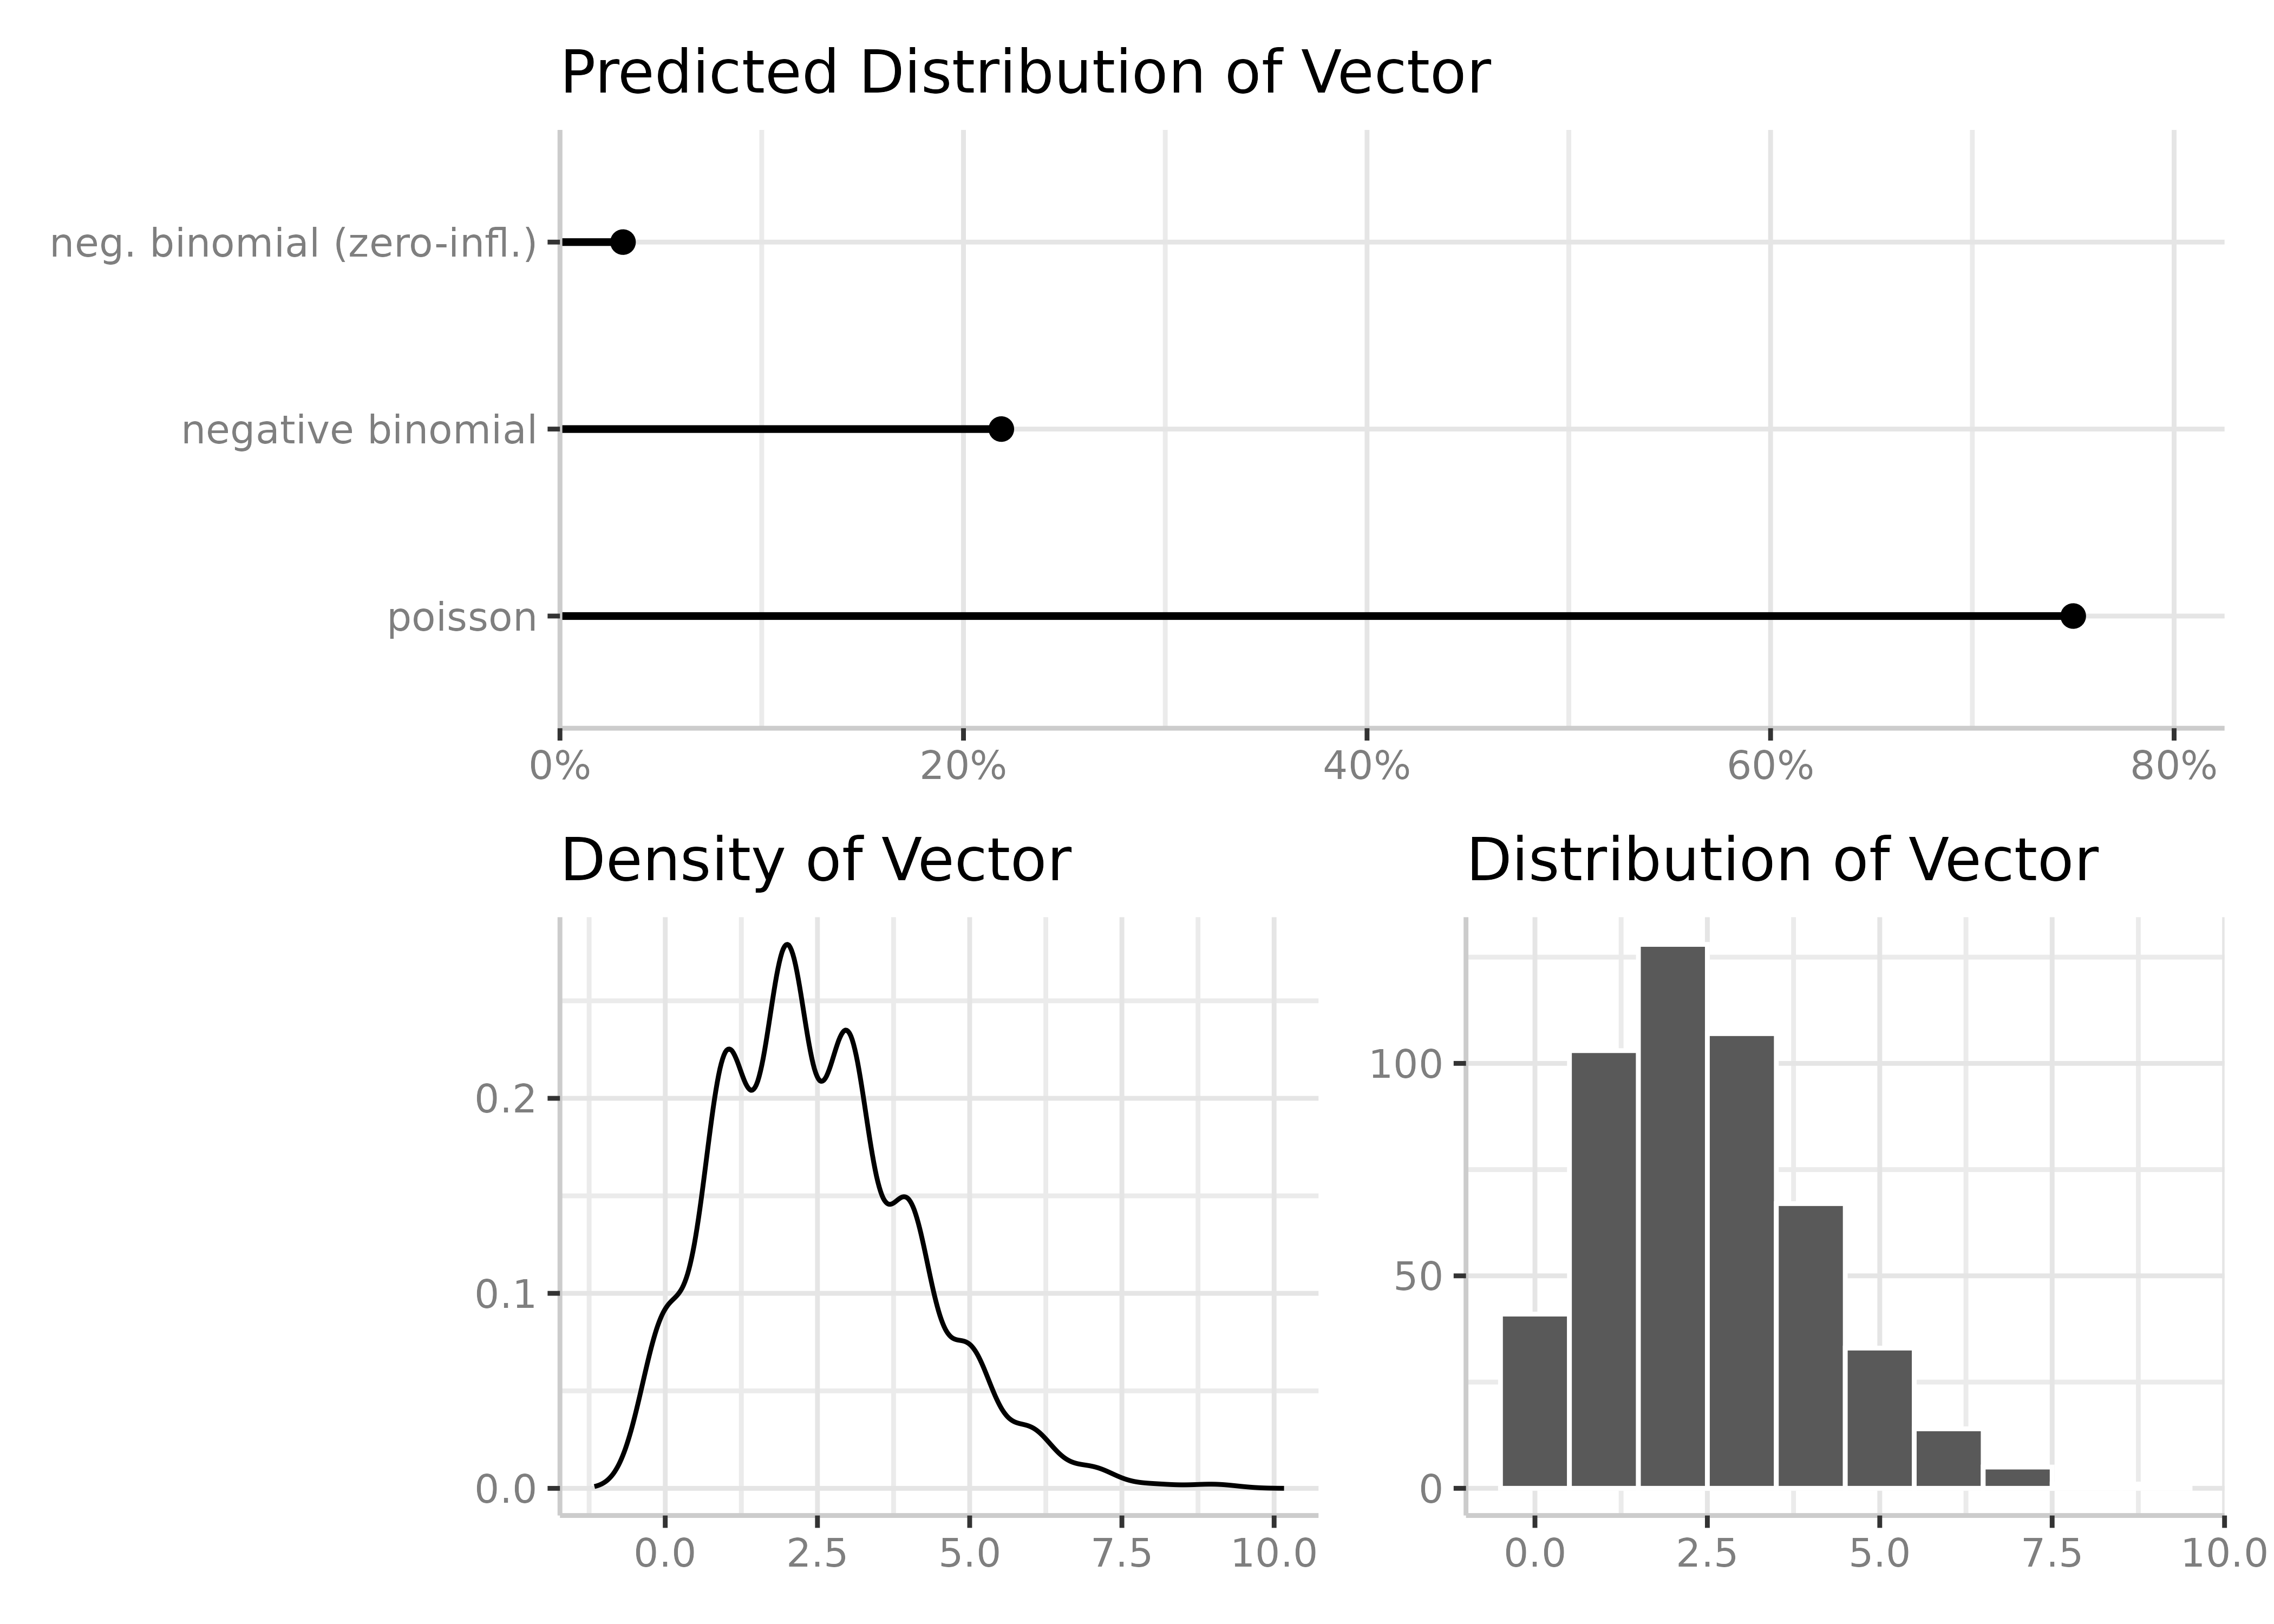 Predicted Distribution of Vector
neg. binomial (zero-infl.)
negative binomial
poisson
0% 20% 40% 60% 80%
Density of Vector
0.2
0.1
0.0
0.0 2.5 5.0 7.5 10.0
Distribution of Vector
100
50
0
0.0 2.5 5.0 7.5 10.0